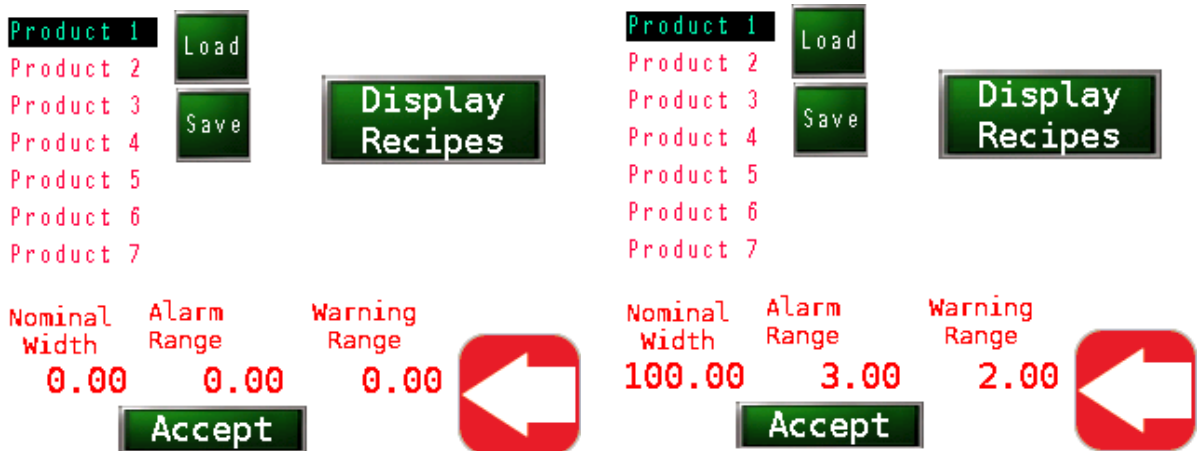 Product 1
Load
Product 2
Product 3
Save
Product 4
Product 5
Product 6
Product 7
Display
Recipes
Nominal
Width
Alarm
Range
Warning
Range
0.00
0.00
0.00
Accept
Product 1
Load
Product 2
Product 3
Save
Product 4
Product 5
Product 6
Product 7
Display
Recipes
Nominal
Width
Alarm
Range
Warning
Range
100.00
3.00
2.00
Accept